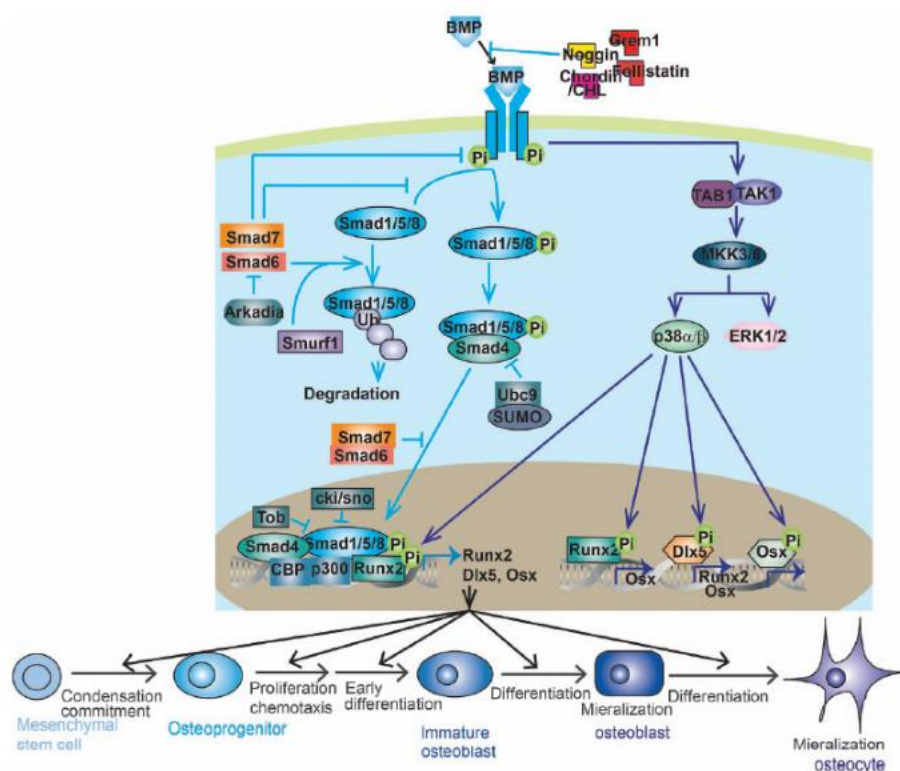 BMP
Grem1
Noggin
Follistatin
Chordin
/CHL
BMP
Pi
Pi
TAB1
TAK1
Smad1/5/8
Smad7
Smad6
Smad1/5/8
Pi
MKK3/6
Arkadia
Smad1/5/8
Ub
Smurf1
Smad1/5/8
Pi
Smad4
p38α/β
ERK1/2
Degradation
Ubc9
SUMO
Smad7
Smad6
cki/sno
Tob
Smad4
Smad1/5/8
Pi
Pi
CBP
p300
Runx2
Runx2
Dlx5, Osx
Runx2
Pi
Osx
Pi
Dlx5
Runx2
Osx
Pi
Osx
Condensation
commitment
Mesenchymal
stem cell
Osteoprogenitor
Proliferation
chemotaxis
Early
differentiation
Immature
osteoblast
Differentiation
Mieralization
osteoblast
Differentiation
Mieralization
osteocyte